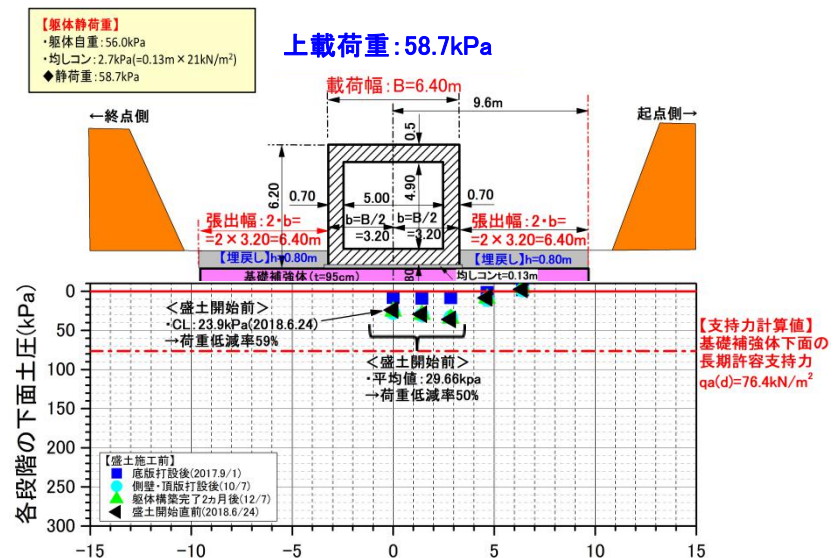 【躯体静荷重】
・躯体自重：56.0kPa
・均しコン：2.7kPa(=0.13m×21kN/m²)
◆静荷重：58.7kPa
上載荷重：58.7kPa
載荷幅：B=6.40m
9.6m
←終点側
起点側→
0.5
6.20
0.70
5.00
4.90
0.70
b=B/2
=3.20
b=B/2
=3.20
張出幅：2・b=
=2×3.20=6.40m
張出幅：2・b=
=2×3.20=6.40m
【埋戻し】h=0.80m
【埋戻し】h=0.80m
基礎補強体(t=95cm)
均しコンt=0.13m
各段階の下面土圧(kPa)
0
50
100
150
200
250
300
＜盛土開始前＞
・CL：23.9kPa(2018.6.24)
→荷重低減率59%
＜盛土開始前＞
・平均値：29.66kpa
→荷重低減率50%
【支持力計算値】
基礎補強体下面の
長期許容支持力
qa(d)=76.4kN/m²
【盛土施工前】
底版打設後(2017.9/1)
側壁・頂版打設後(10/7)
躯体構築完了2ヵ月後(12/7)
盛土開始直前(2018.6/24)
-15
-10
-5
0
5
10
15